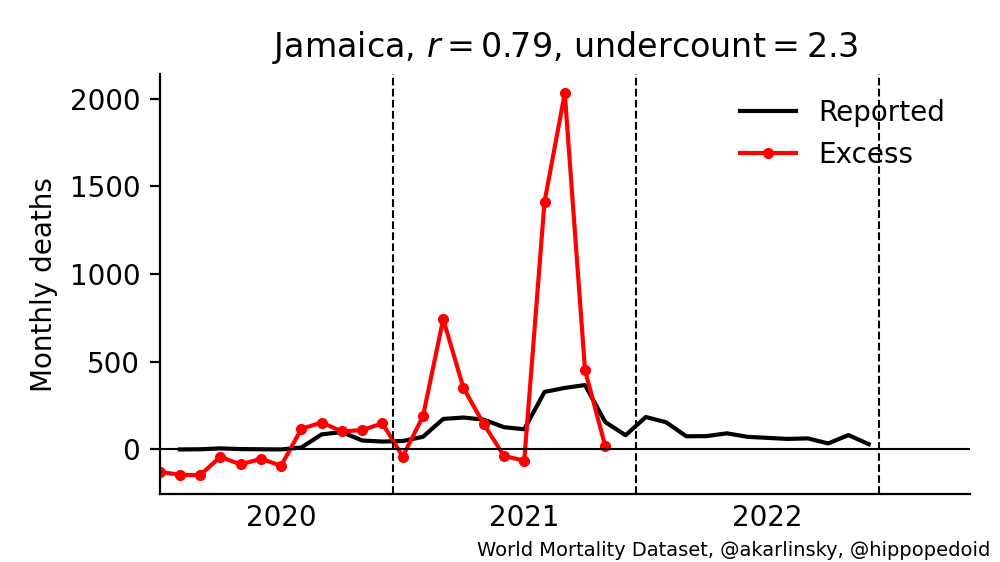 Jamaica, r = 0.79, undercount = 2.3
Monthly deaths
2000
1500
1000
500
0
Reported
Excess
2020 2021 2022
World Mortality Dataset, @akarlinsky, @hippopedoid